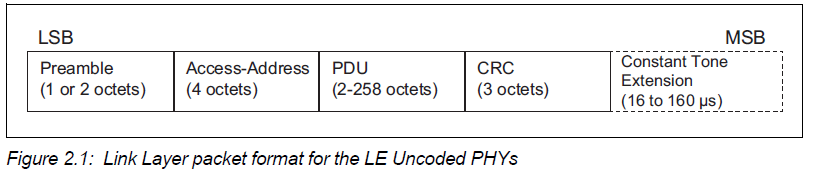 LSB MSB
Preamble Access-Address PDU CRC Constant Tone
(1 or 2 octets) (4 octets) (2-258 octets) (3 octets) Extension
(16 to 160 µs)
Figure 2.1: Link Layer packet format for the LE Uncoded PHYs